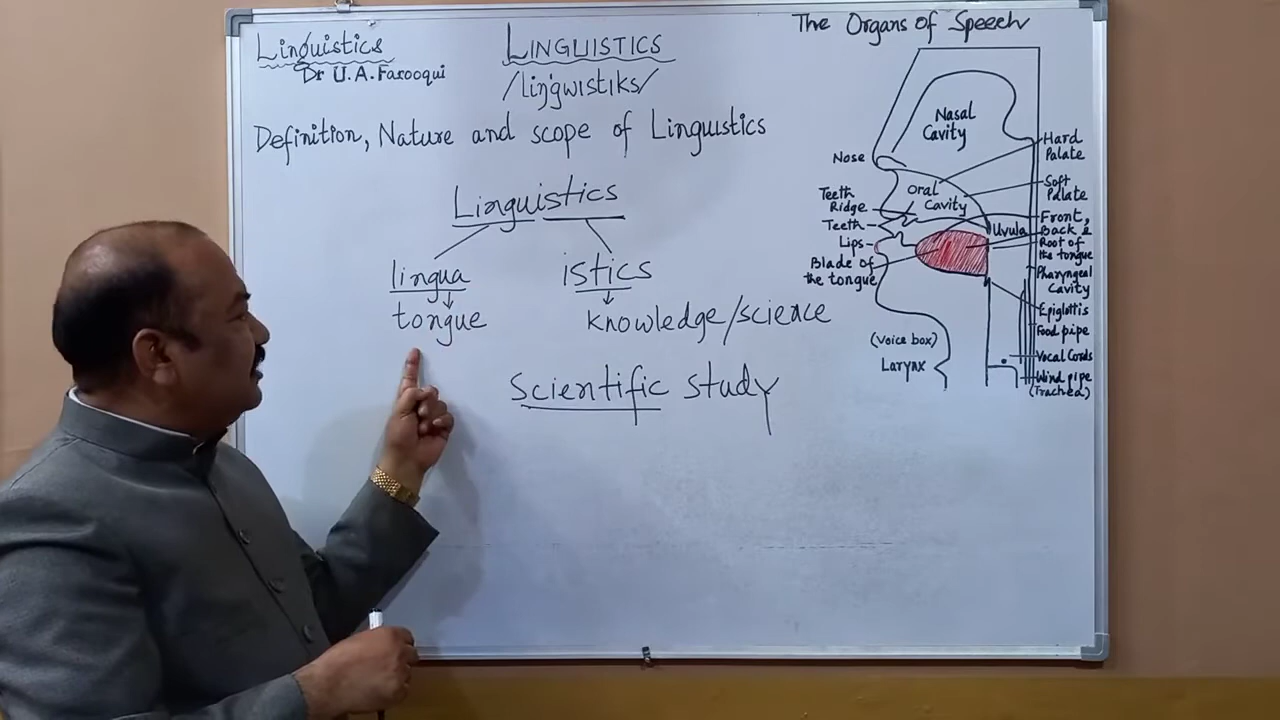 Linguistics
Dr U.A.Farooqui
LINGUISTICS
/liŋgwistiks/
Definition, Nature and scope of Linguistics
Linguistics
lingua
istics
tongue
knowledge/science
Scientific study
The Organs of Speech
Nasal
Cavity
Nose
Hard
Palate
Oral
Cavity
Soft
Palate
Teeth
Ridge
Teeth
Lips
Blade of
the tongue
Uvula
Front,
Back &
Root of
the tongue
Pharyngeal
Cavity
Epiglottis
Food pipe
(Voice box)
Larynx
Vocal Cords
Wind pipe
(Trachea)